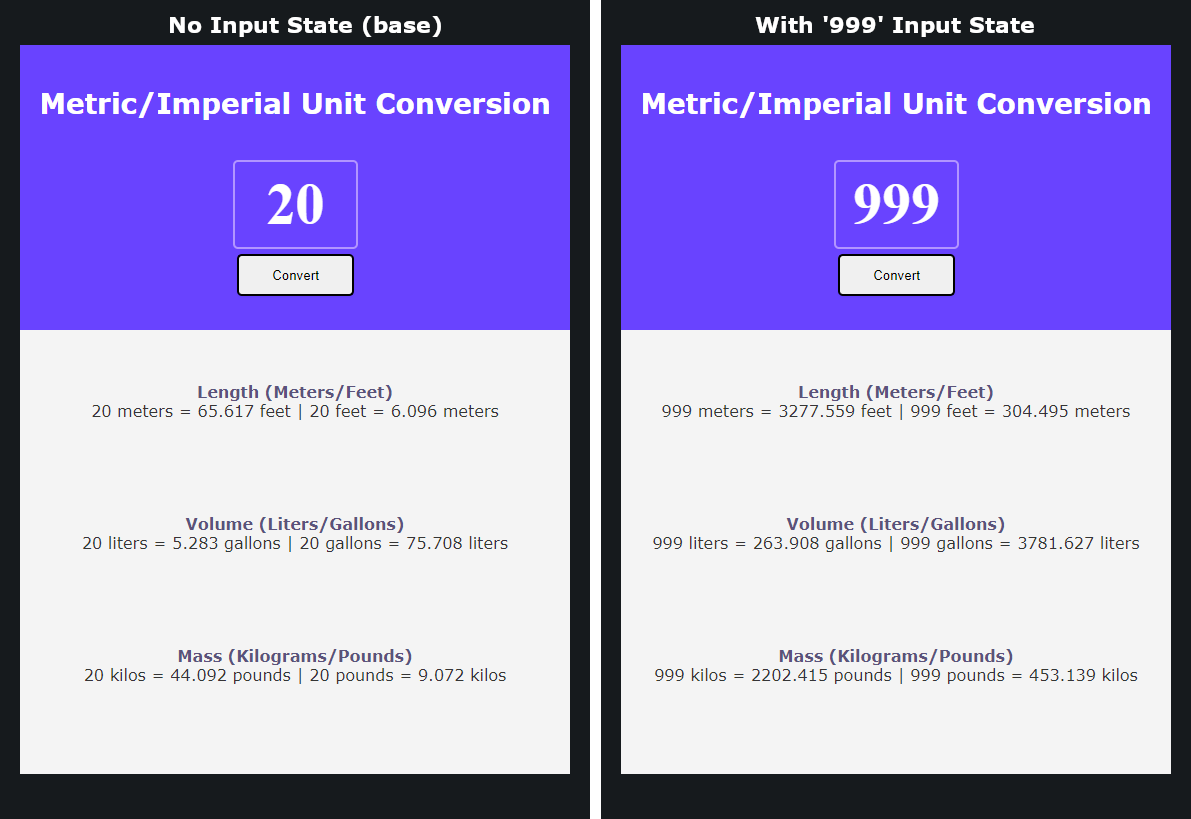 No Input State (base)
Metric/Imperial Unit Conversion
20
Convert
Length (Meters/Feet)
20 meters = 65.617 feet | 20 feet = 6.096 meters
Volume (Liters/Gallons)
20 liters = 5.283 gallons | 20 gallons = 75.708 liters
Mass (Kilograms/Pounds)
20 kilos = 44.092 pounds | 20 pounds = 9.072 kilos
With '999' Input State
Metric/Imperial Unit Conversion
999
Convert
Length (Meters/Feet)
999 meters = 3277.559 feet | 999 feet = 304.495 meters
Volume (Liters/Gallons)
999 liters = 263.908 gallons | 999 gallons = 3781.627 liters
Mass (Kilograms/Pounds)
999 kilos = 2202.415 pounds | 999 pounds = 453.139 kilos